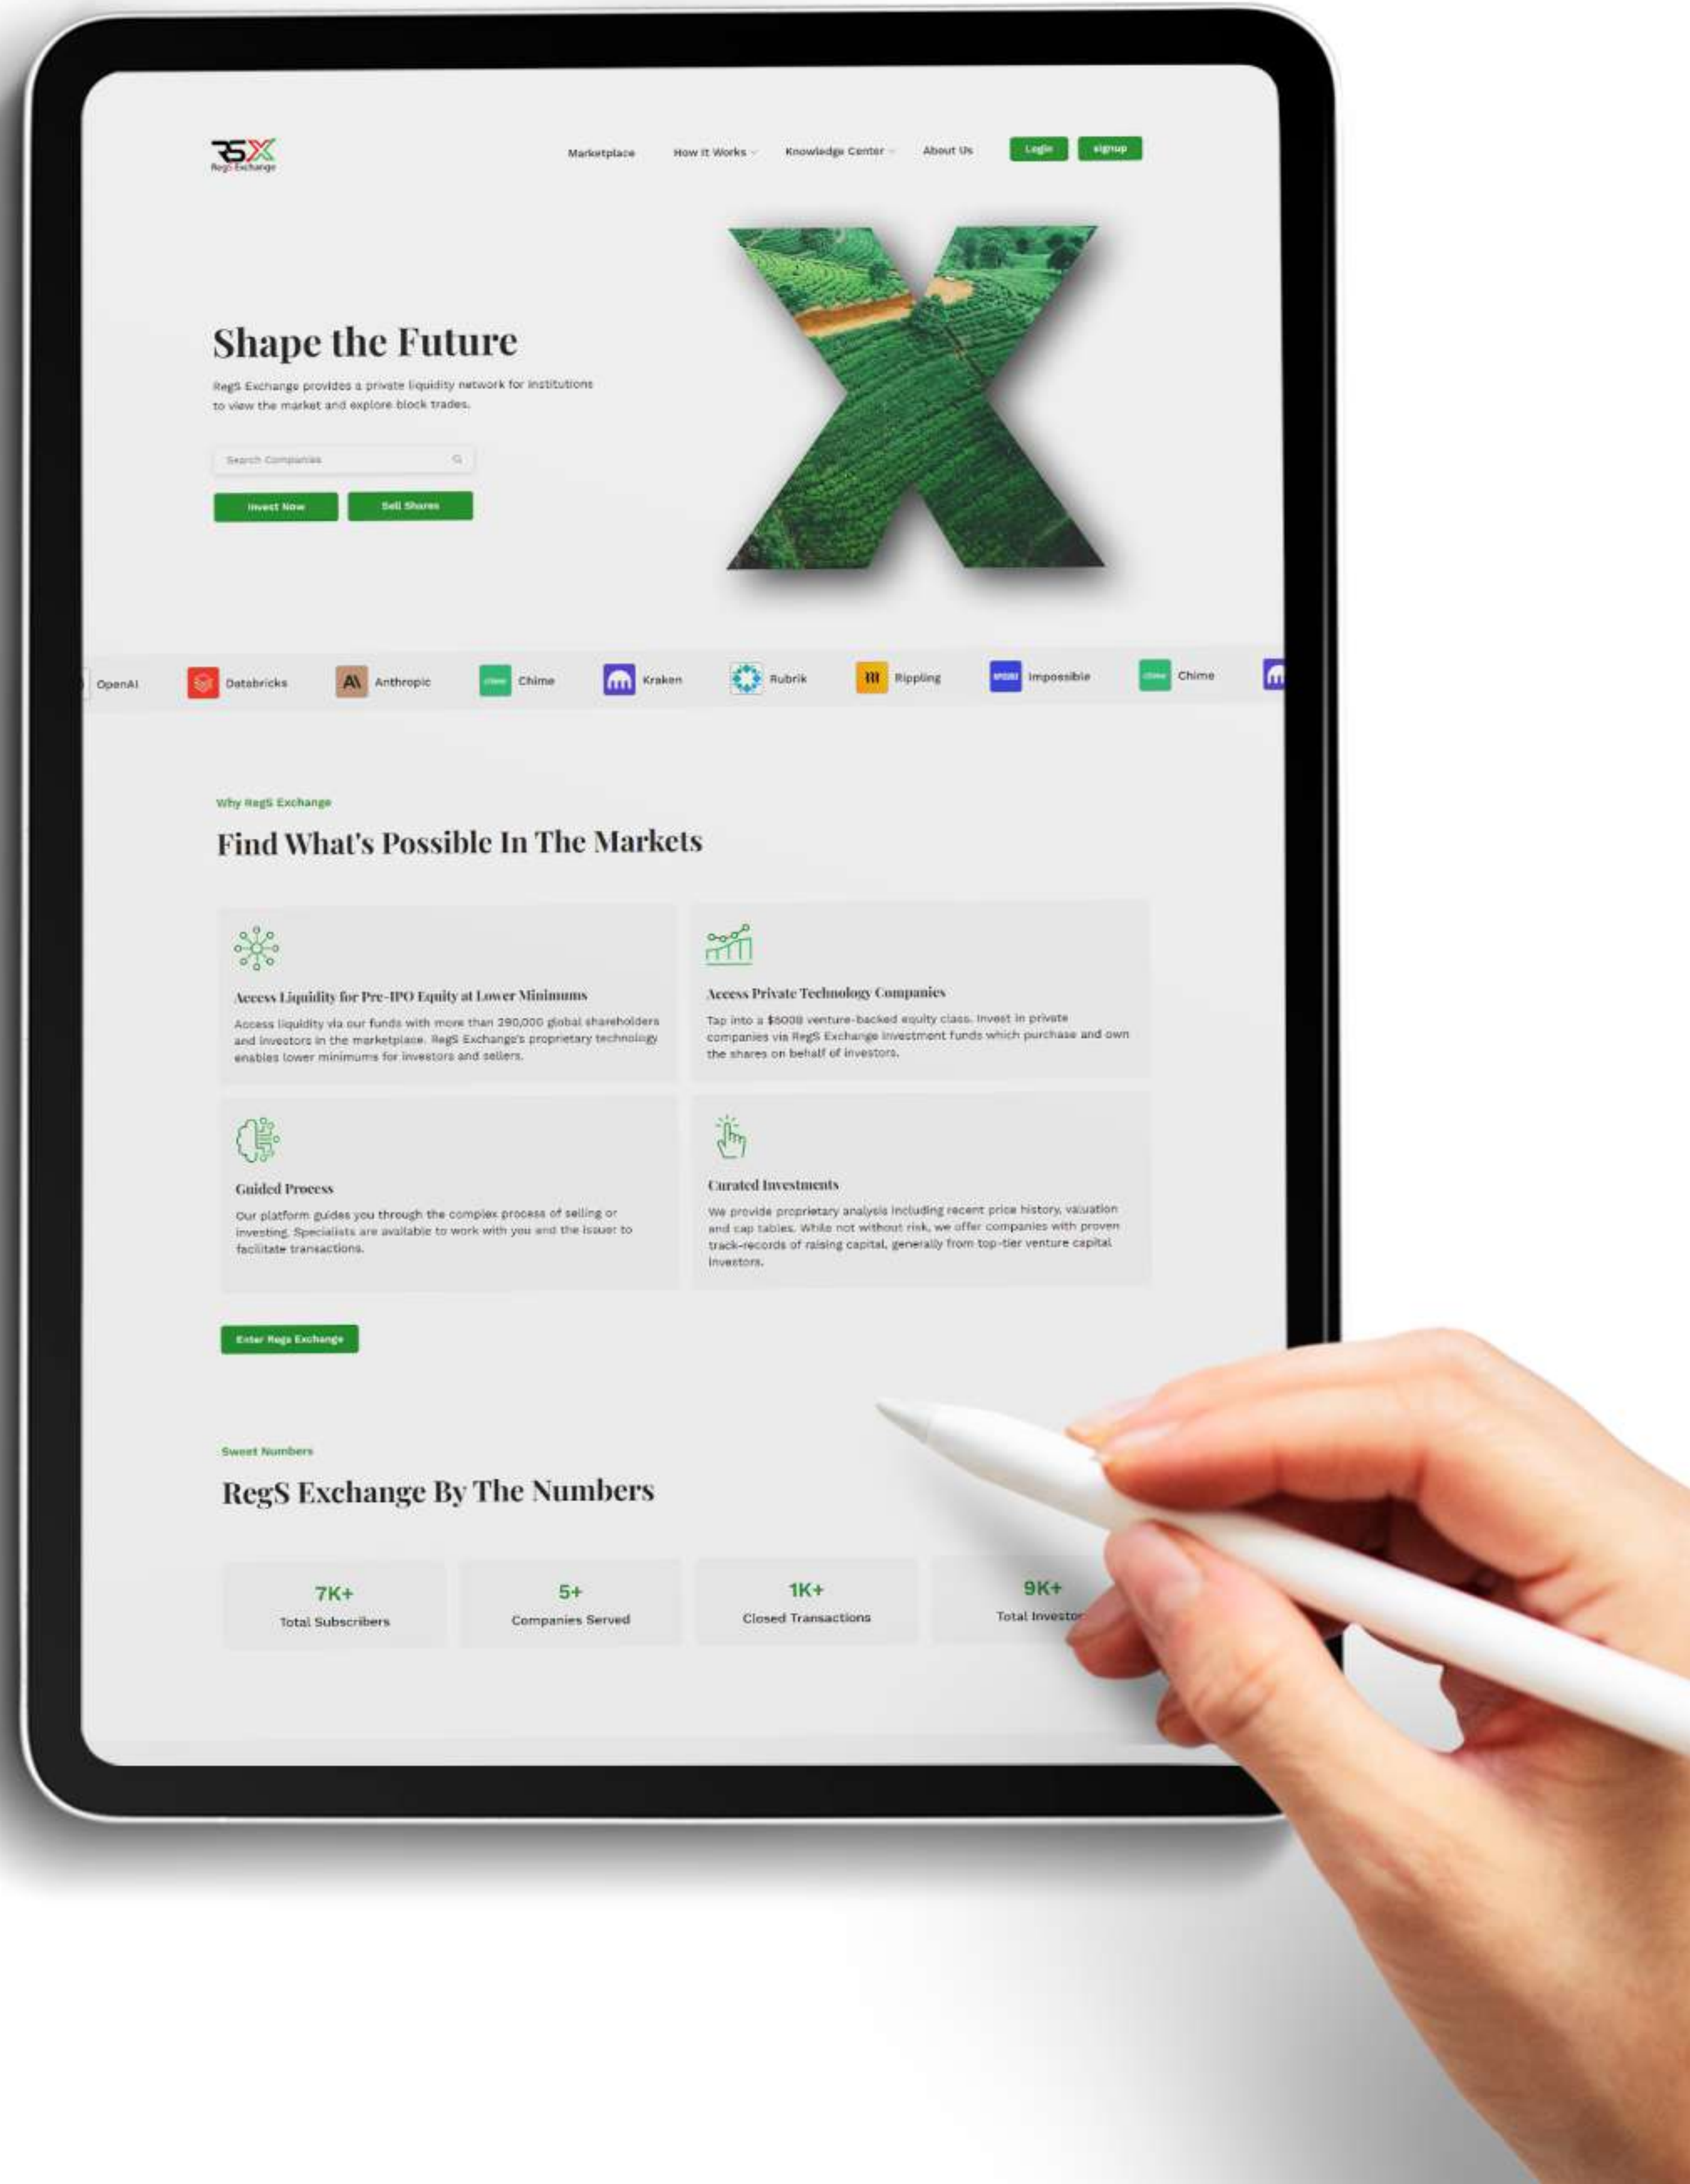 RSX
RegS Exchange
Marketplace
How It Works
Knowledge Center
About Us
Login
signup
Shape the Future
RegS Exchange provides a private liquidity network for institutions
to view the market and explore block trades.
Search Companies
Invest Now
Sell Shares
OpenAI
Databricks
Anthropic
chime
Chime
Kraken
Rubrik
Rippling
Impossible
chime
Chime
Why RegS Exchange
Find What's Possible In The Markets
Access Liquidity for Pre-IPO Equity at Lower Minimums
Access liquidity via our funds with more than 290,000 global shareholders
and investors in the marketplace. RegS Exchange's proprietary technology
enables lower minimums for investors and sellers.
Access Private Technology Companies
Tap into a $600B venture-backed equity class. Invest in private
companies via RegS Exchange investment funds which purchase and own
the shares on behalf of investors.
Guided Process
Our platform guides you through the complex process of selling or
investing. Specialists are available to work with you and the issuer to
facilitate transactions.
Curated Investments
We provide proprietary analysis including recent price history, valuation
and cap tables. While not without risk, we offer companies with proven
track-records of raising capital, generally from top-tier venture capital
investors.
Enter Regs Exchange
Sweet Numbers
RegS Exchange By The Numbers
7K+
Total Subscribers
5+
Companies Served
1K+
Closed Transactions
9K+
Total Investor